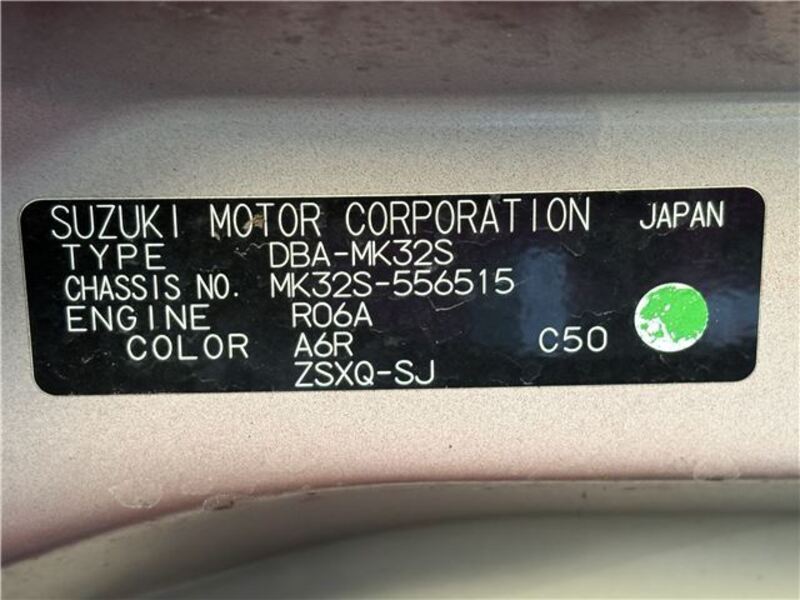 SUZUKI MOTOR CORPORATION JAPAN
TYPE DBA-MK32S
CHASSIS NO. MK32S-556515
ENGINE R06A
COLOR A6R C50
ZSXQ-SJ